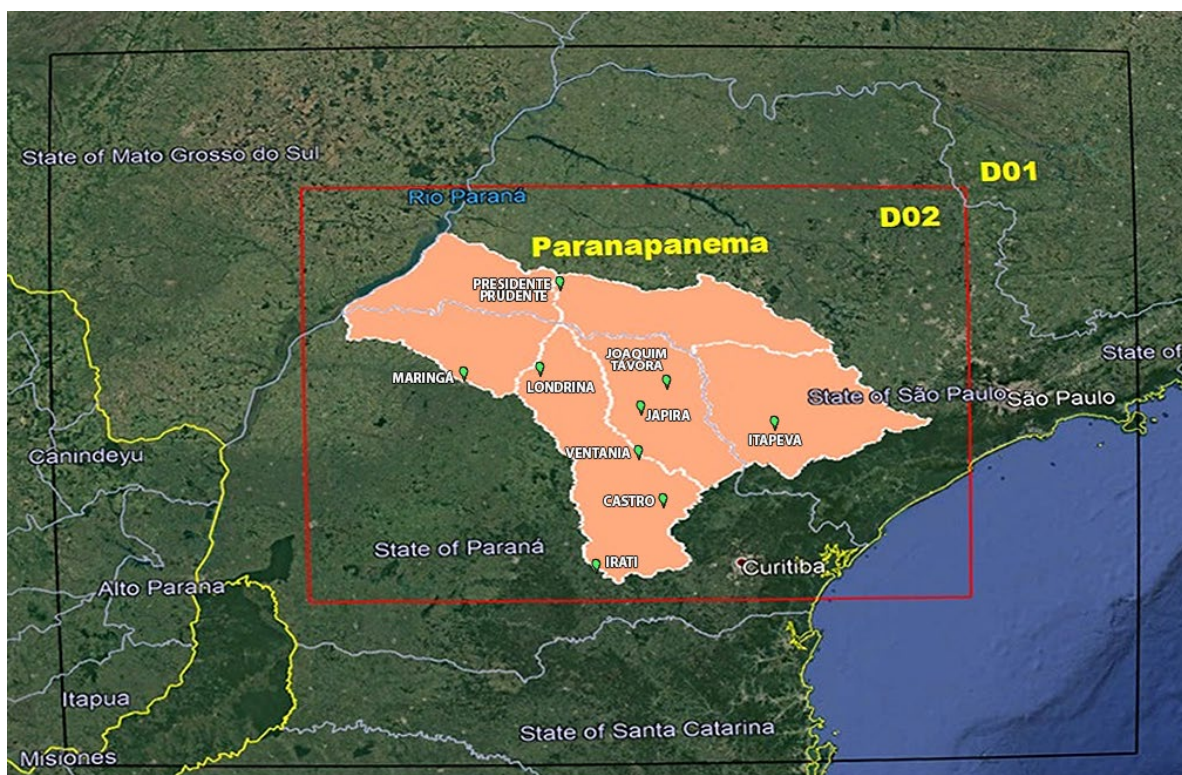 State of Mato Grosso do Sul
D01
Rio Paraná
D02
Paranapanema
PRESIDENTE
PRUDENTE
JOAQUIM
TÁVORA
State of
MARINGÁ
LONDRINA
State of São Paulo
São Paulo
JAPIRA
ITAPEVA
Canindeyu
VENTANIA
CASTRO
State of Paraná
IRATI
Curitiba
Alto Parana
Itapua
State of Santa Catarina
Misiones